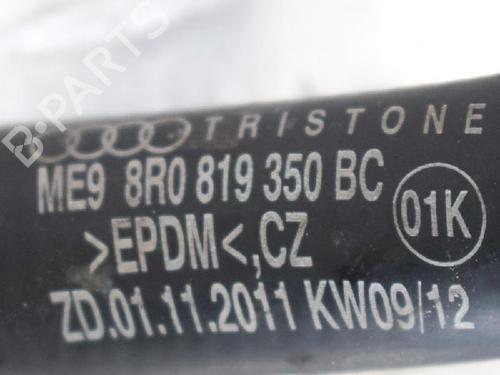 B-PARTS
TRISTONE
ME9 8R0 819 350 BC
01K
>EPDM<,CZ
ZD.01.11.2011 KW09/12